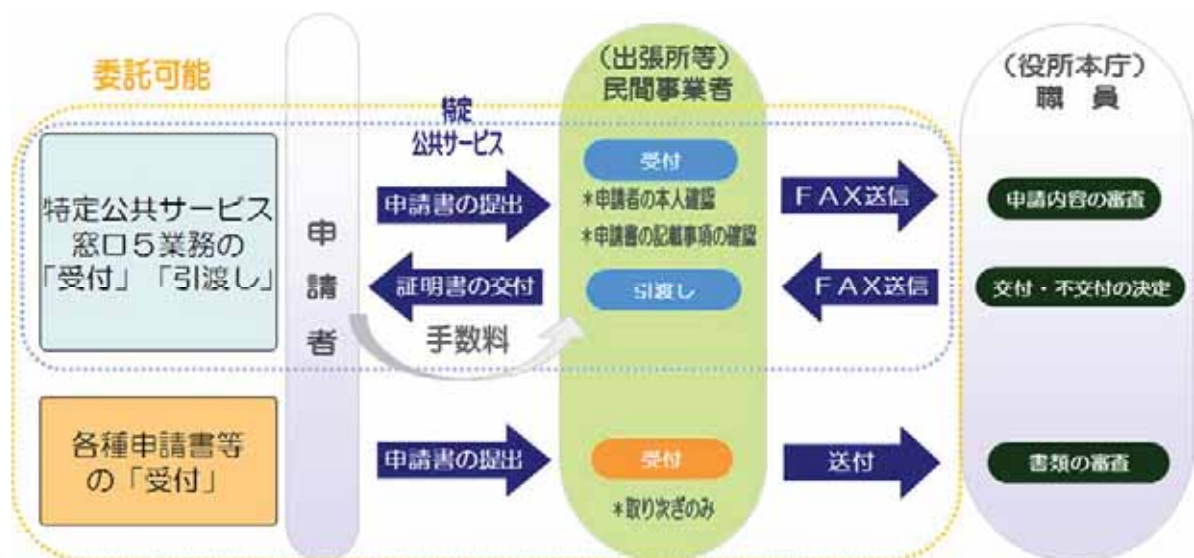 委託可能
(出張所等)
民間事業者
(役所本庁)
職 員
特定
公共サービス
特定公共サービス
窓口5業務の
「受付」「引渡し」
申請者
申請書の提出
受付
*申請者の本人確認
*申請書の記載事項の確認
FAX送信
申請内容の審査
証明書の交付
引渡し
FAX送信
交付・不交付の決定
手数料
各種申請書等
の「受付」
申請書の提出
受付
*取り次ぎのみ
送付
書類の審査